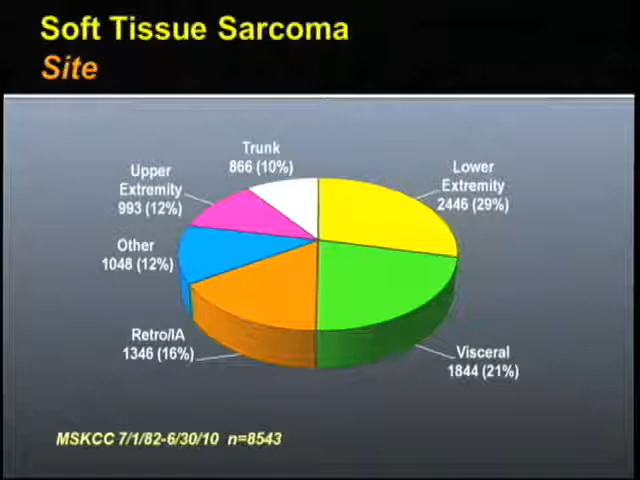 Soft Tissue Sarcoma
Site
Trunk
866 (10%)
Lower
Extremity
2446 (29%)
Upper
Extremity
993 (12%)
Other
1048 (12%)
Retro/IA
1346 (16%)
Visceral
1844 (21%)
MSKCC 7/1/82-6/30/10 n=8543